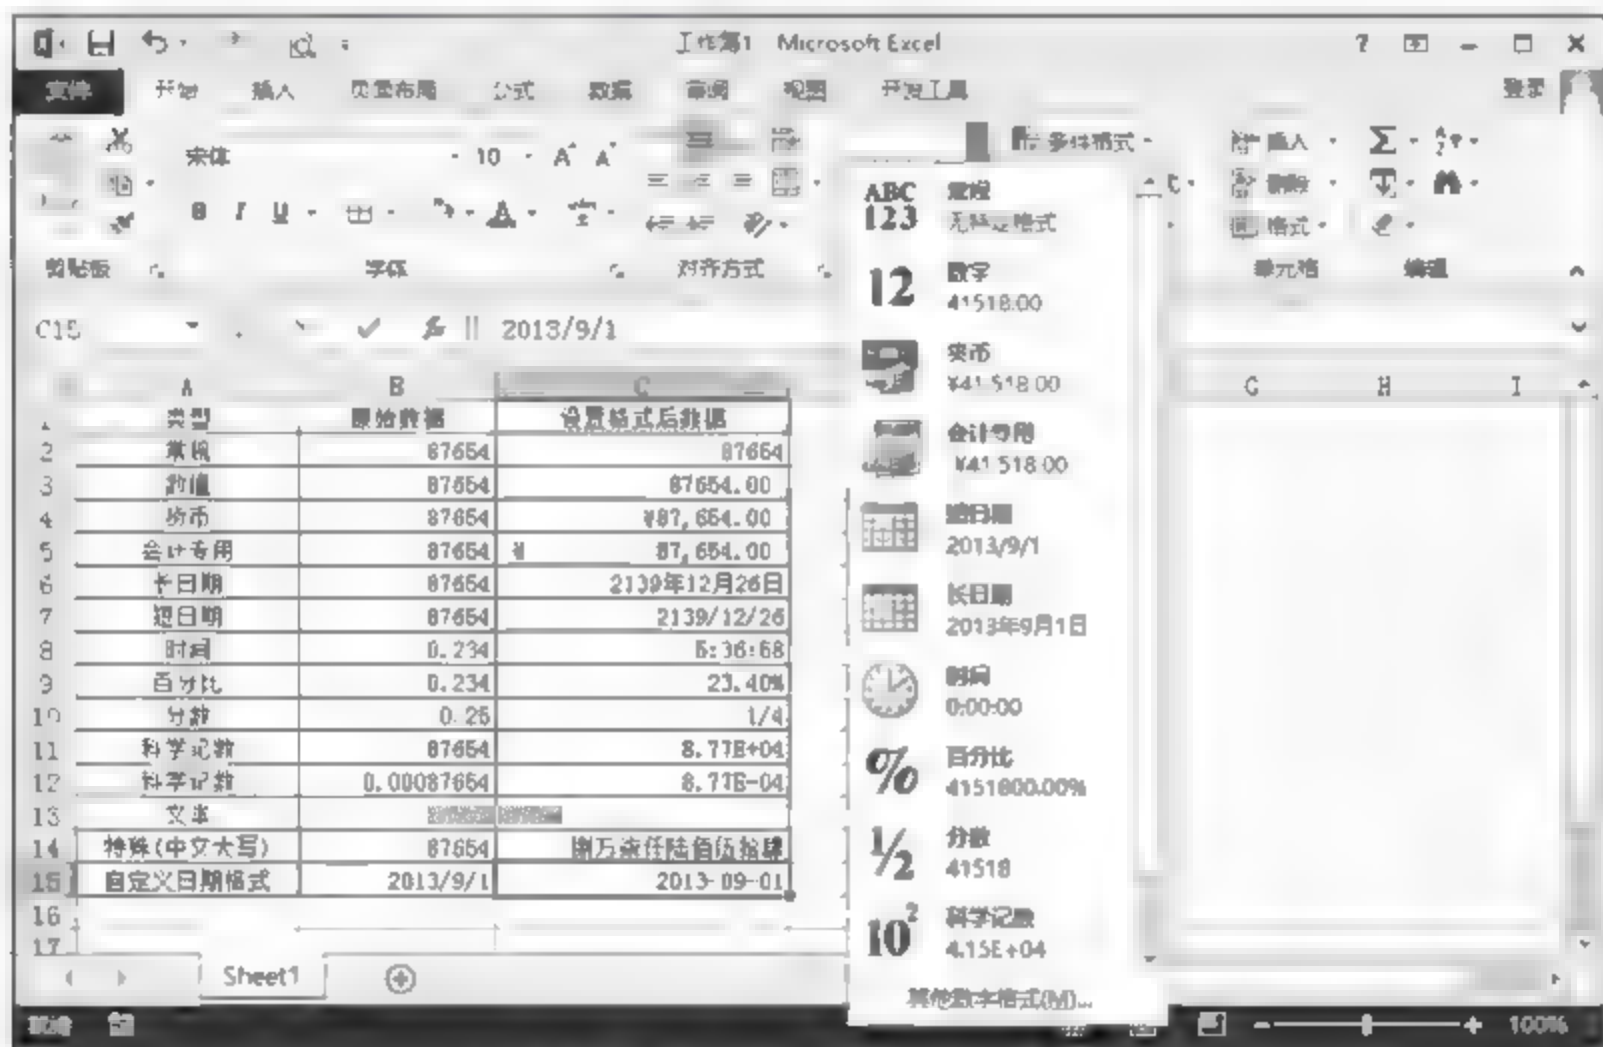 工作簿1 Microsoft Excel
文件 开始 插入 页面布局 公式 数据 审阅 视图 开发工具 登录
宋体 10 条件格式 插入
B I U 删除
格式
剪贴板 字体 对齐方式 单元格 编辑
C15 2013/9/1
A B C G H I
1 类型 原始数据 设置格式后数据
2 常规 87654 87654
3 数值 87654 87654.00
4 货币 87654 ¥87,654.00
5 会计专用 87654 ¥ 87,654.00
6 长日期 87654 2139年12月26日
7 短日期 87654 2139/12/26
8 时间 0.234 5:36:58
9 百分比 0.234 23.40%
10 分数 0.25 1/4
11 科学记数 87654 8.77E+04
12 科学记数 0.00087654 8.77E-04
13 文本
14 特殊(中文大写) 87654 捌万柒仟陆佰伍拾肆
15 自定义日期格式 2013/9/1 2013-09-01
16
17
ABC
123
常规
无特定格式
12
数字
41518.00
货币
¥41,518.00
会计专用
¥41,518.00
短日期
2013/9/1
长日期
2013年9月1日
时间
0:00:00
%
百分比
4151800.00%
½
分数
41518
10²
科学记数
4.15E+04
其他数字格式(M)...
Sheet1
就绪 100%